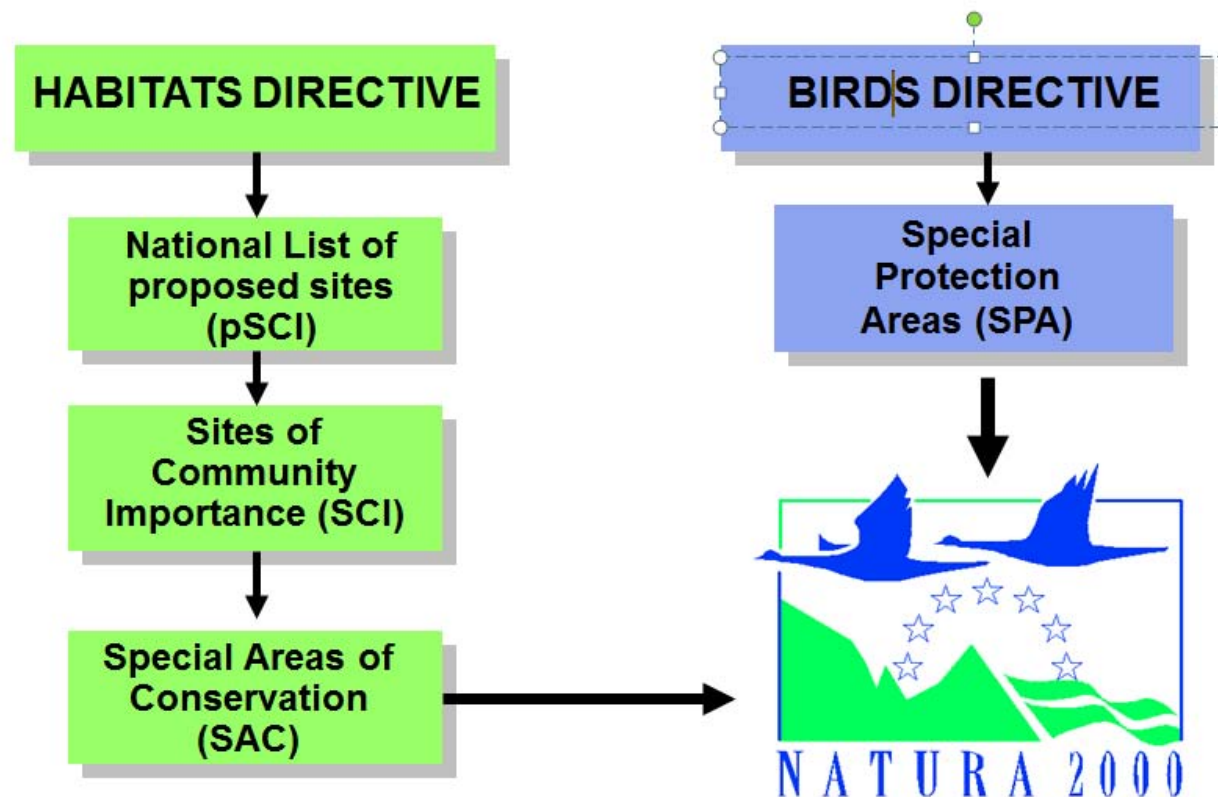 HABITATS DIRECTIVE
National List of
proposed sites
(pSCI)
Sites of
Community
Importance (SCI)
Special Areas of
Conservation
(SAC)
BIRDS DIRECTIVE
Special
Protection
Areas (SPA)
NATURA 2000